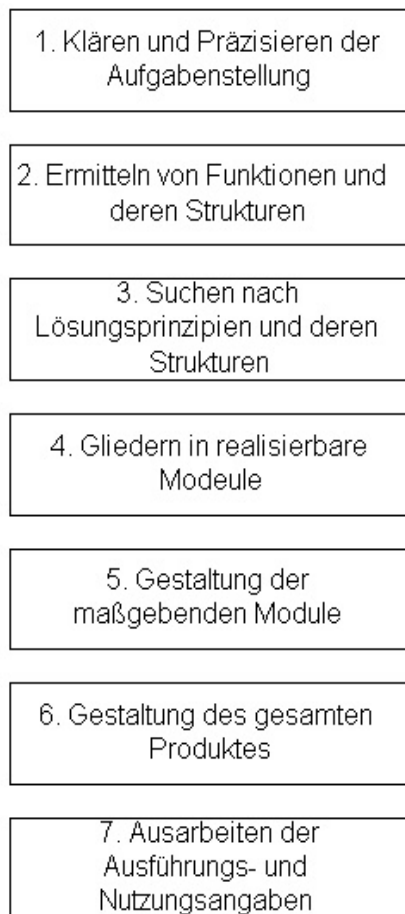 1. Klären und Präzisieren der
Aufgabenstellung
2. Ermitteln von Funktionen und
deren Strukturen
3. Suchen nach
Lösungsprinzipien und deren
Strukturen
4. Gliedern in realisierbare
Modeule
5. Gestaltung der
maßgebenden Module
6. Gestaltung des gesamten
Produktes
7. Ausarbeiten der
Ausführungs- und
Nutzungsangaben